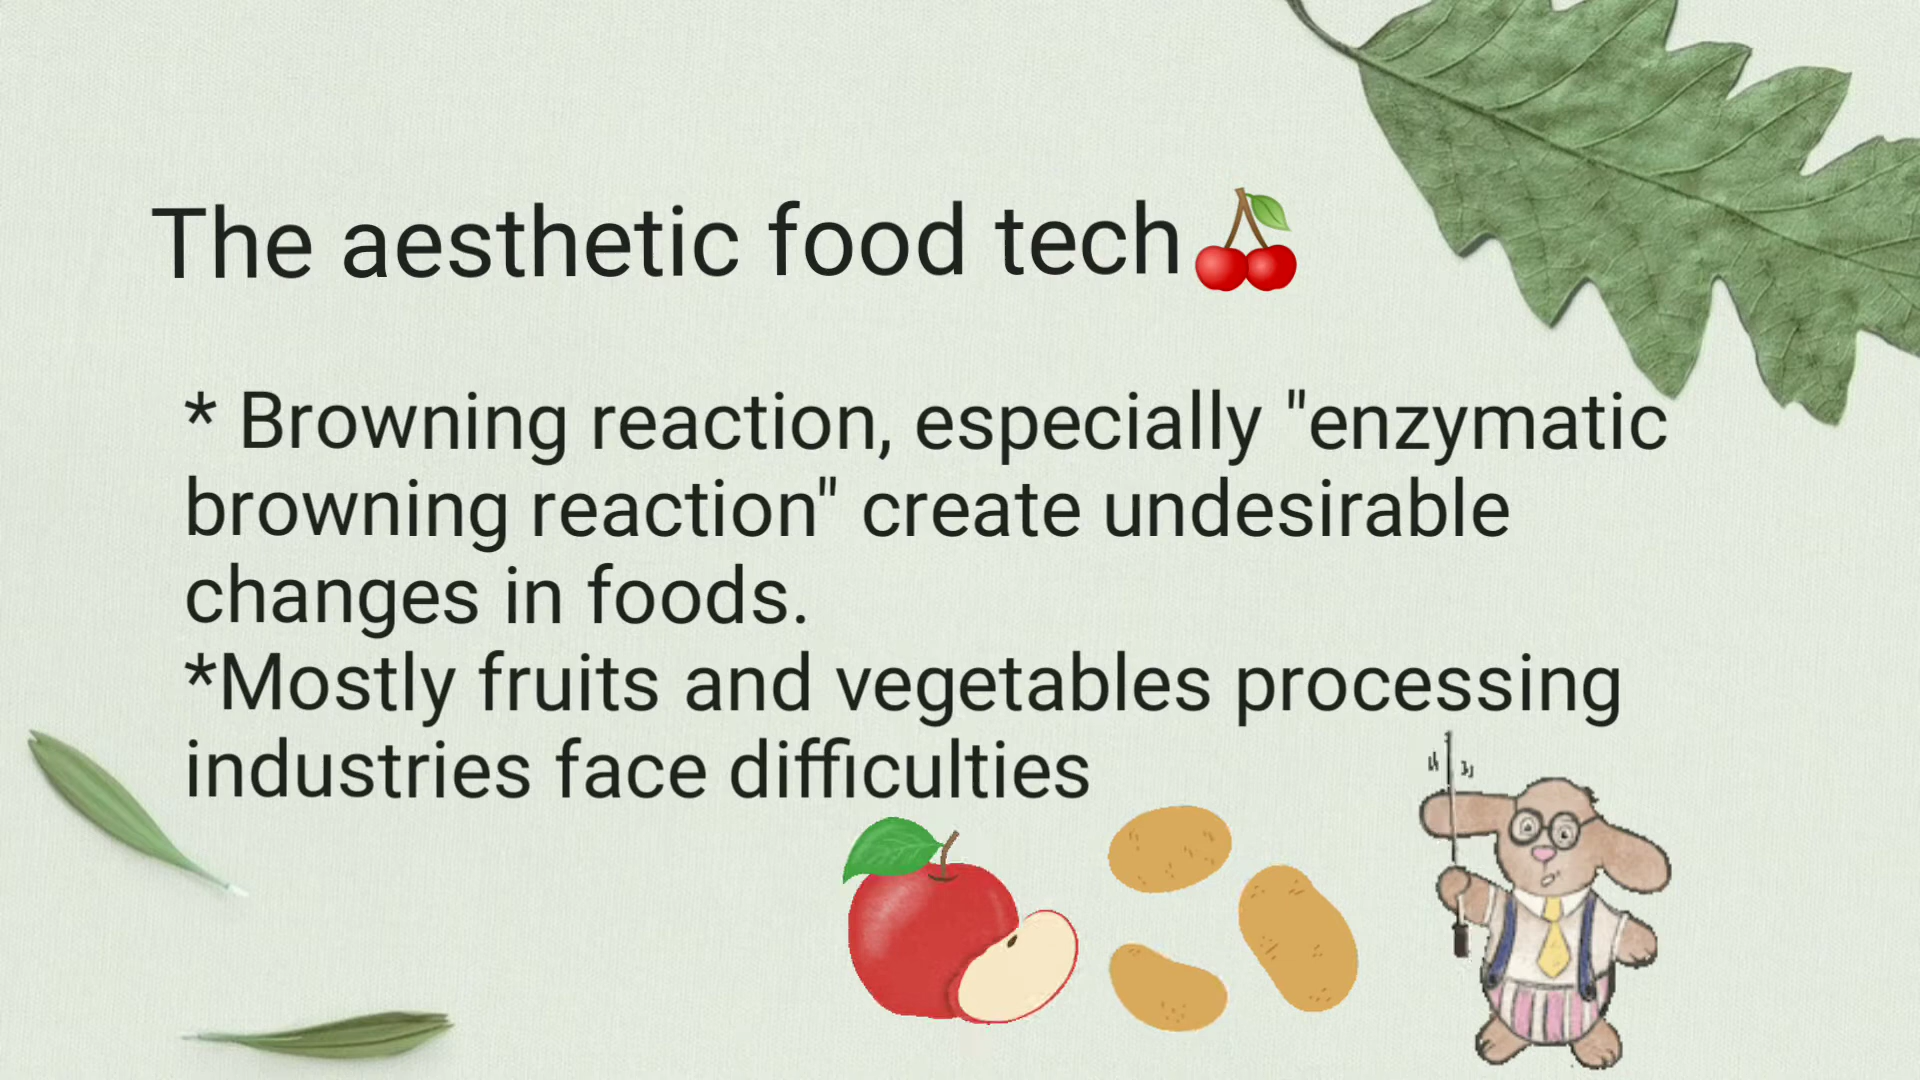 The aesthetic food tech🍒
* Browning reaction, especially "enzymatic
browning reaction" create undesirable
changes in foods.
*Mostly fruits and vegetables processing
industries face difficulties